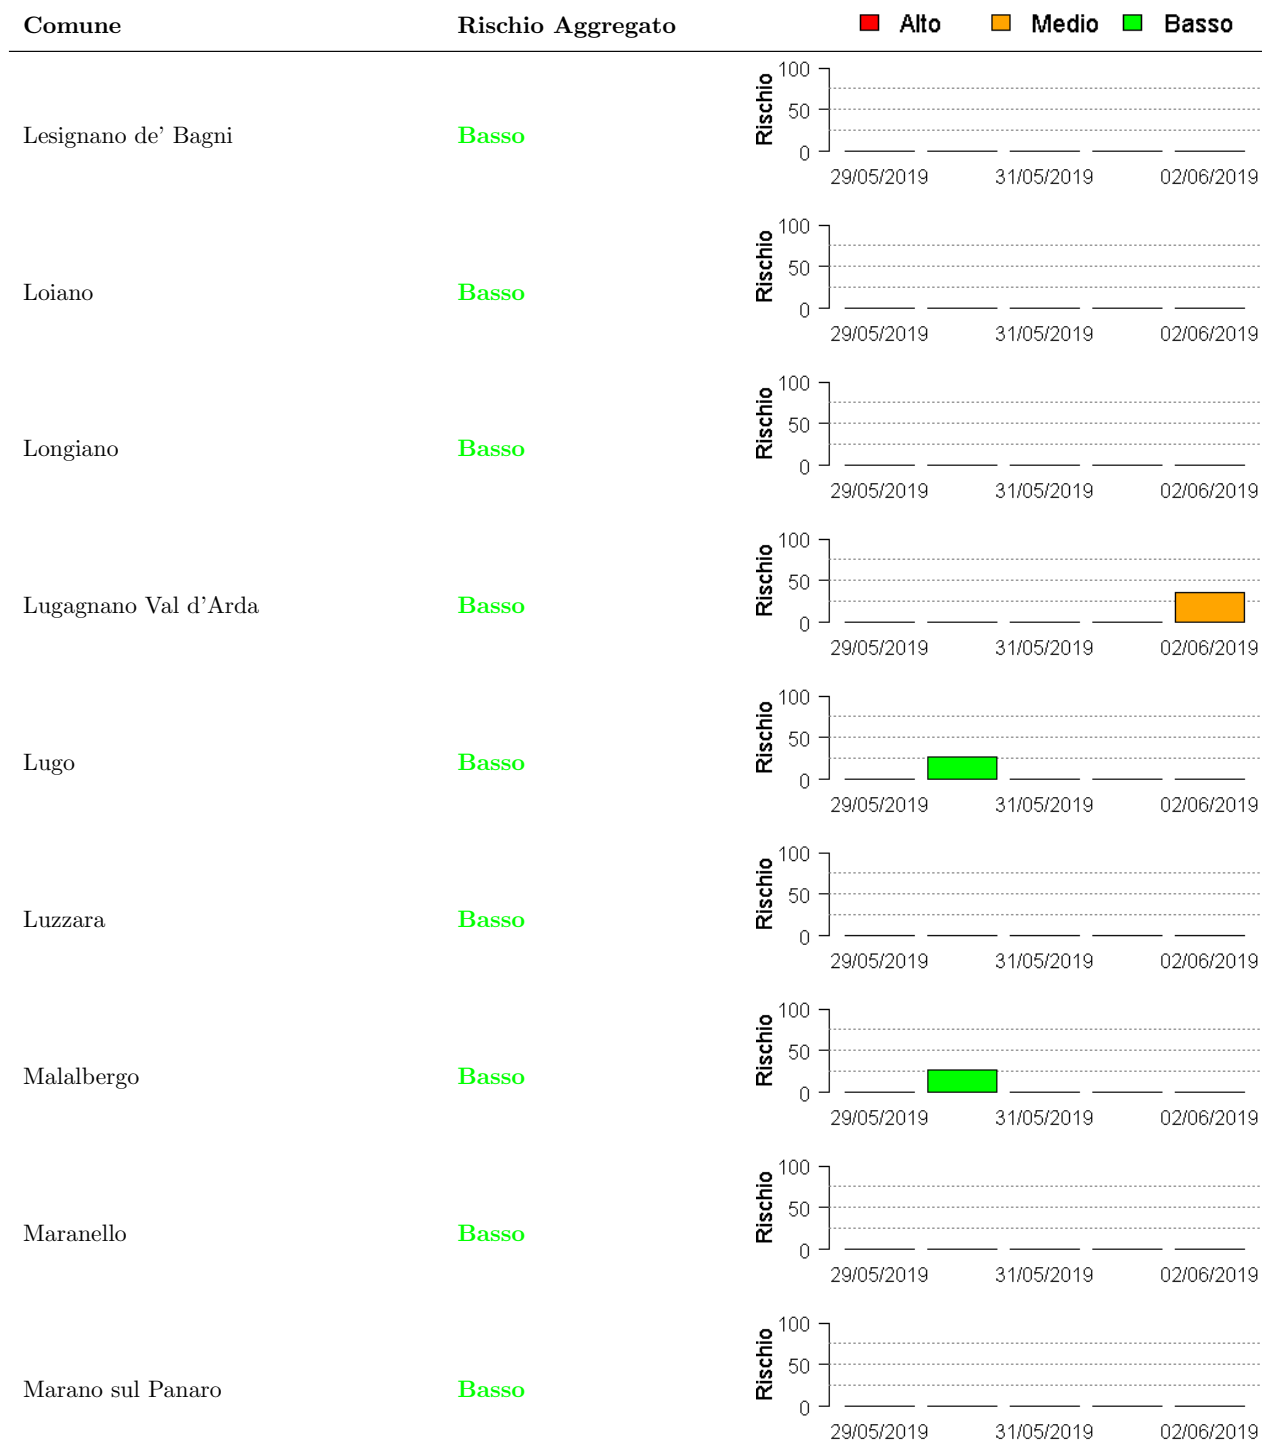 Comune Rischio Aggregato Alto Medio Basso
Lesignano de' Bagni Basso Rischio 100 50 0
29/05/2019 31/05/2019 02/06/2019
Loiano Basso Rischio 100 50 0
29/05/2019 31/05/2019 02/06/2019
Longiano Basso Rischio 100 50 0
29/05/2019 31/05/2019 02/06/2019
Lugagnano Val d'Arda Basso Rischio 100 50 0
29/05/2019 31/05/2019 02/06/2019
Lugo Basso Rischio 100 50 0
29/05/2019 31/05/2019 02/06/2019
Luzzara Basso Rischio 100 50 0
29/05/2019 31/05/2019 02/06/2019
Malalbergo Basso Rischio 100 50 0
29/05/2019 31/05/2019 02/06/2019
Maranello Basso Rischio 100 50 0
29/05/2019 31/05/2019 02/06/2019
Marano sul Panaro Basso Rischio 100 50 0
29/05/2019 31/05/2019 02/06/2019